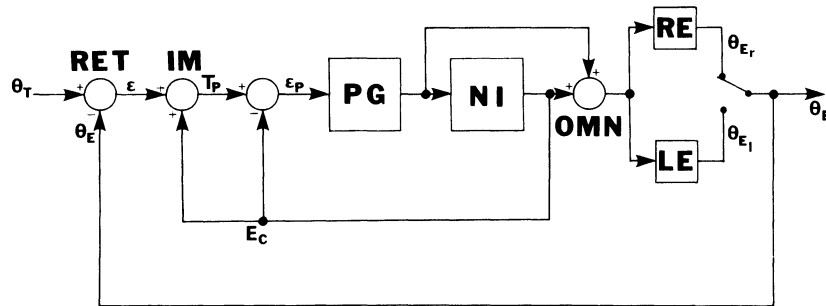 RET
IM
RE
θT
+
ε
+
TP
+
εP
PG
NI
+
+
OMN
θEr
θE
-
θE
+
-
LE
θEl
EC